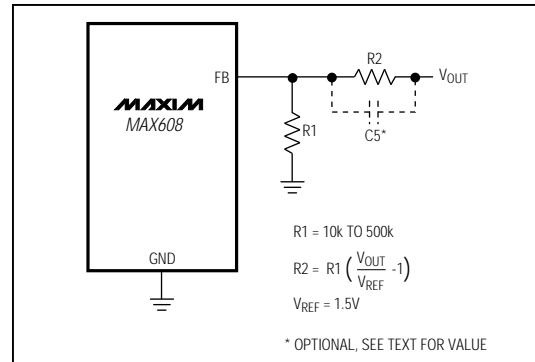 FB
R2
VOUT
MAXIM
MAX608
R1
C5*
GND
R1 = 10k TO 500k
R2 = R1 ( VOUT / VREF -1 )
VREF = 1.5V
* OPTIONAL, SEE TEXT FOR VALUE